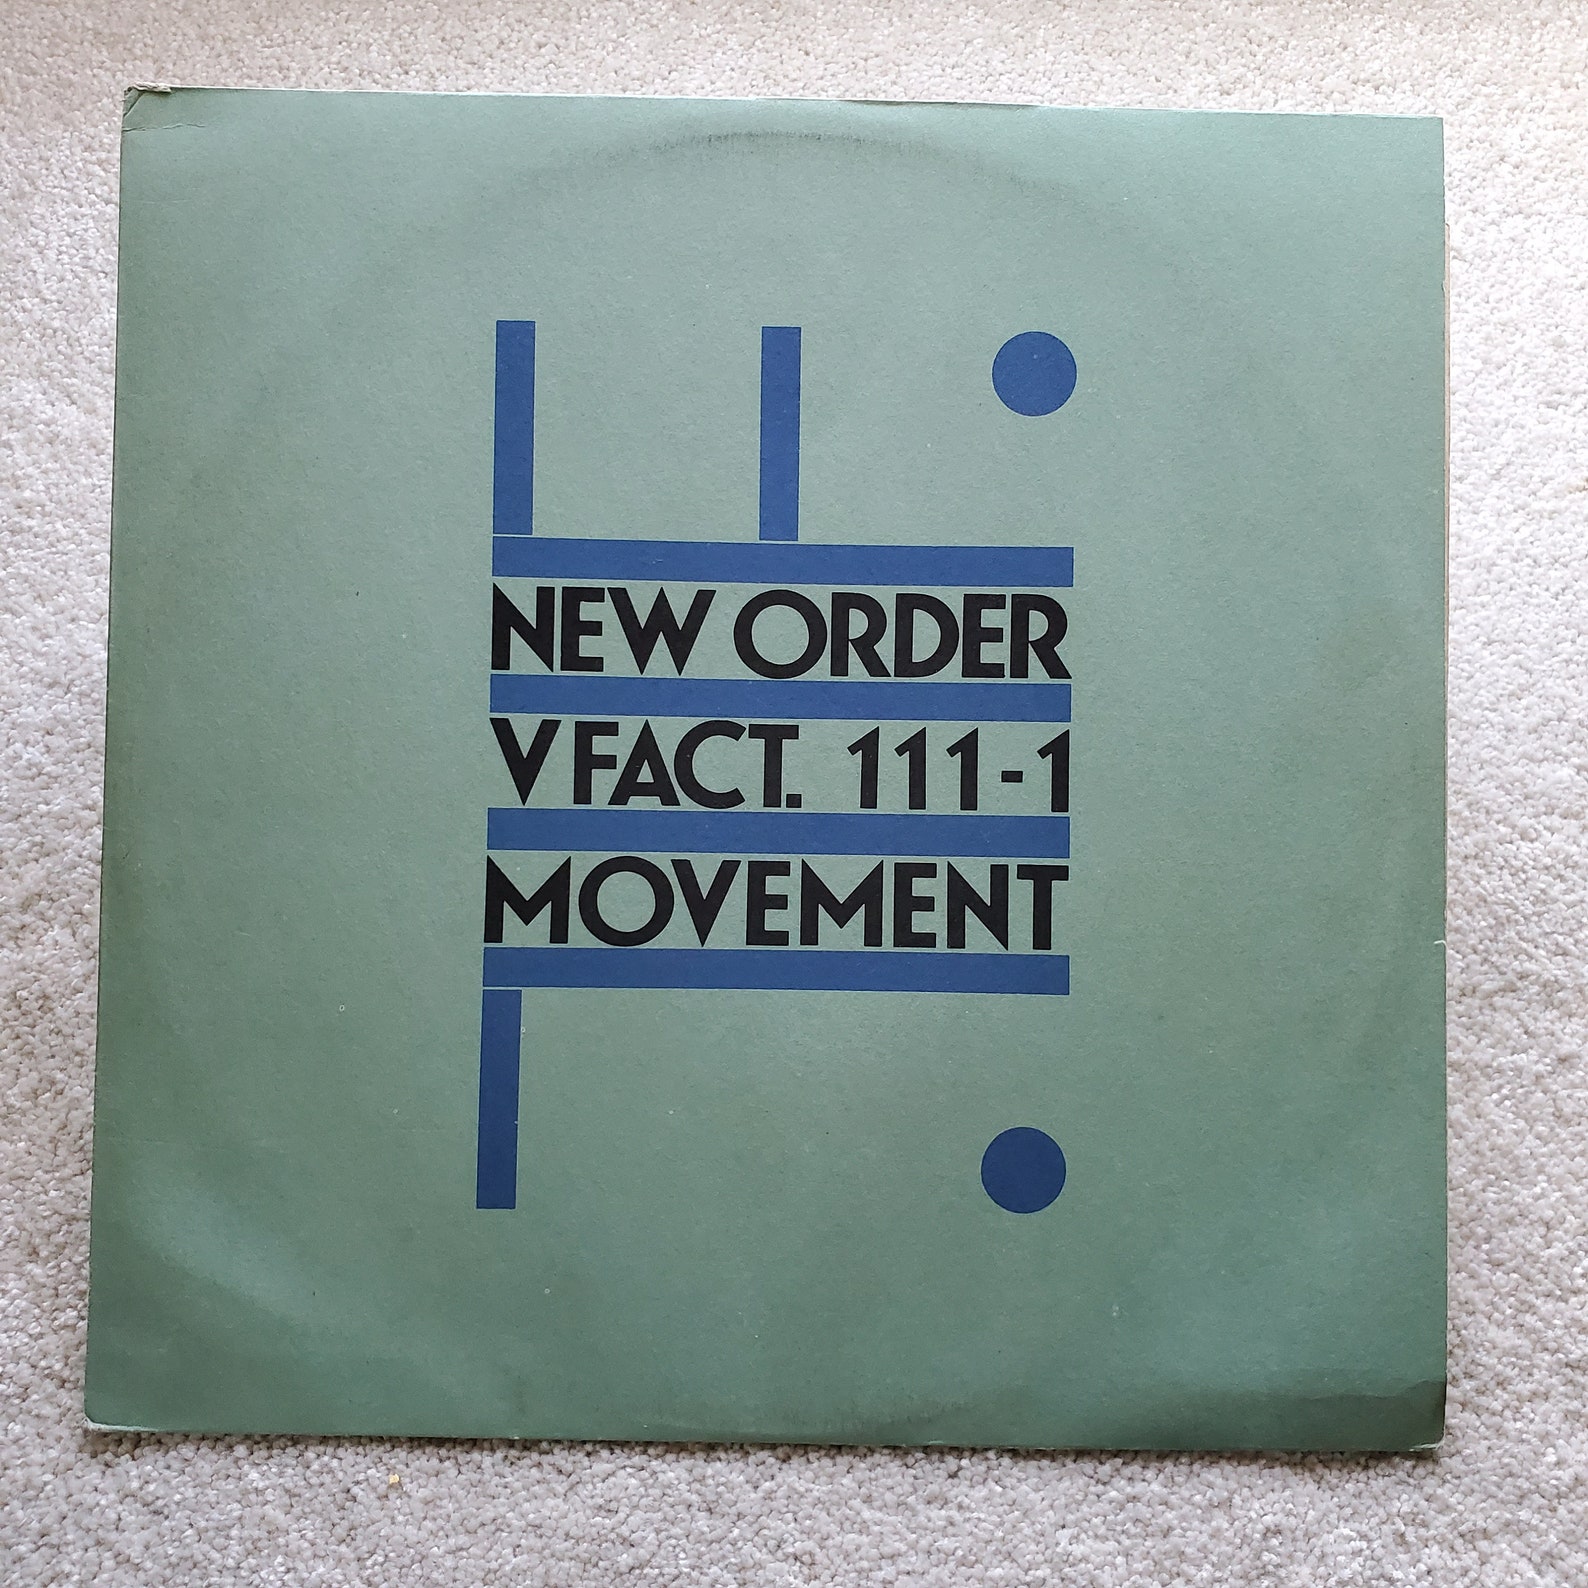 NEW ORDER
V FACT. 111-1
MOVEMENT